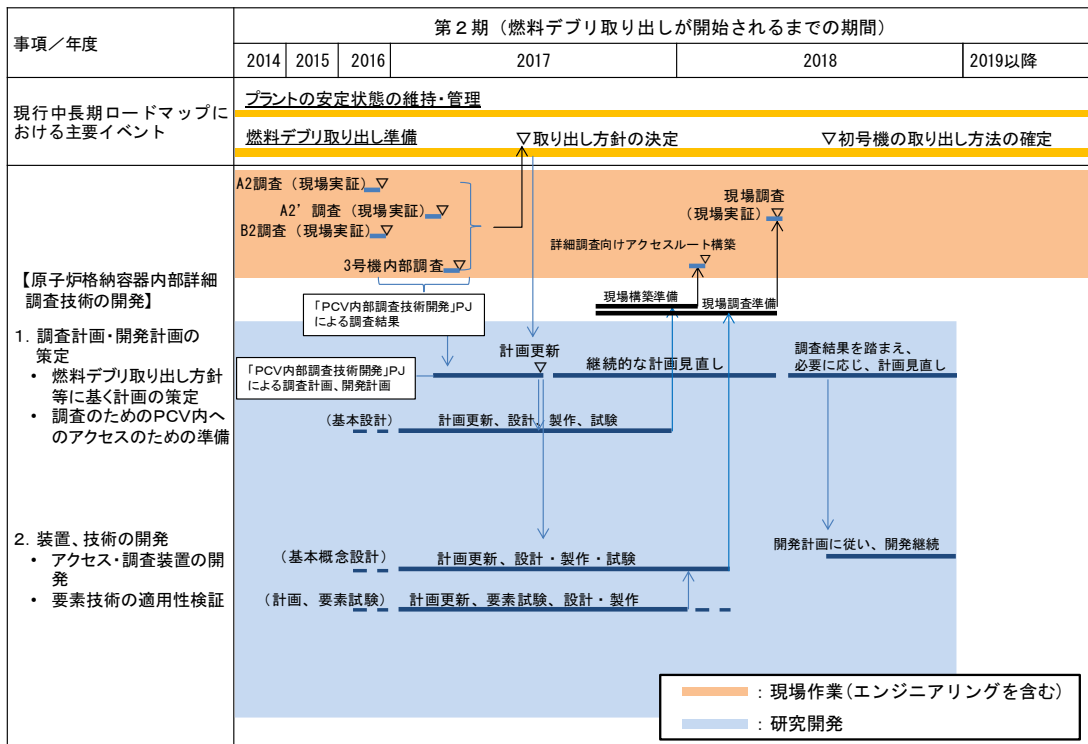 事項／年度
第２期（燃料デブリ取り出しが開始されるまでの期間）
2014
2015
2016
2017
2018
2019以降
現行中長期ロードマップに
おける主要イベント
プラントの安定状態の維持・管理
燃料デブリ取り出し準備
▽取り出し方針の決定
▽初号機の取り出し方法の確定
【原子炉格納容器内部詳細
調査技術の開発】
1．調査計画・開発計画の
策定
• 燃料デブリ取り出し方針
等に基く計画の策定
• 調査のためのPCV内へ
のアクセスのための準備
2．装置、技術の開発
• アクセス・調査装置の開
発
• 要素技術の適用性検証
A2調査（現場実証）▽
A2’調査（現場実証）▽
B2調査（現場実証）▽
3号機内部調査 ▽
現場調査
（現場実証）▽
詳細調査向けアクセスルート構築
▽
現場構築準備
現場調査準備
「PCV内部調査技術開発」PJ
による調査結果
「PCV内部調査技術開発」PJ
による調査計画、開発計画
計画更新
▽
継続的な計画見直し
調査結果を踏まえ、
必要に応じ、計画見直し
（基本設計）
計画更新、設計、製作、試験
（基本概念設計）
計画更新、設計・製作・試験
開発計画に従い、開発継続
（計画、要素試験）
計画更新、要素試験、設計・製作
：現場作業（エンジニアリングを含む）
：研究開発